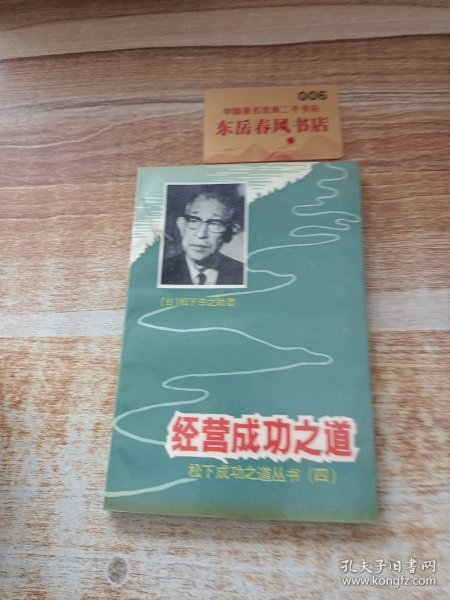 006
中国著名连锁二手书店
东岳春风书店
[日]松下幸之助著
经营成功之道
松下成功之道丛书(四)
孔夫子旧书网
www.kongfz.com